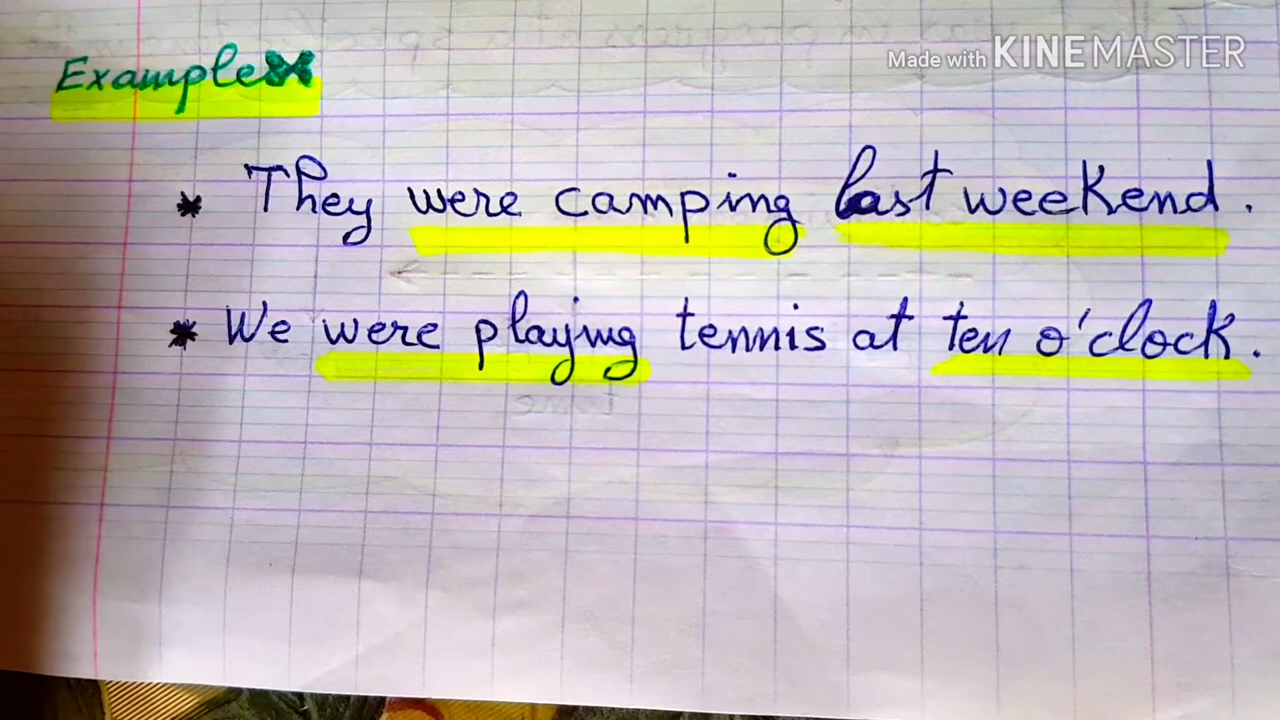 Made with KINEMASTER
Examples
* They were camping last weekend.
* We were playing tennis at ten o'clock.